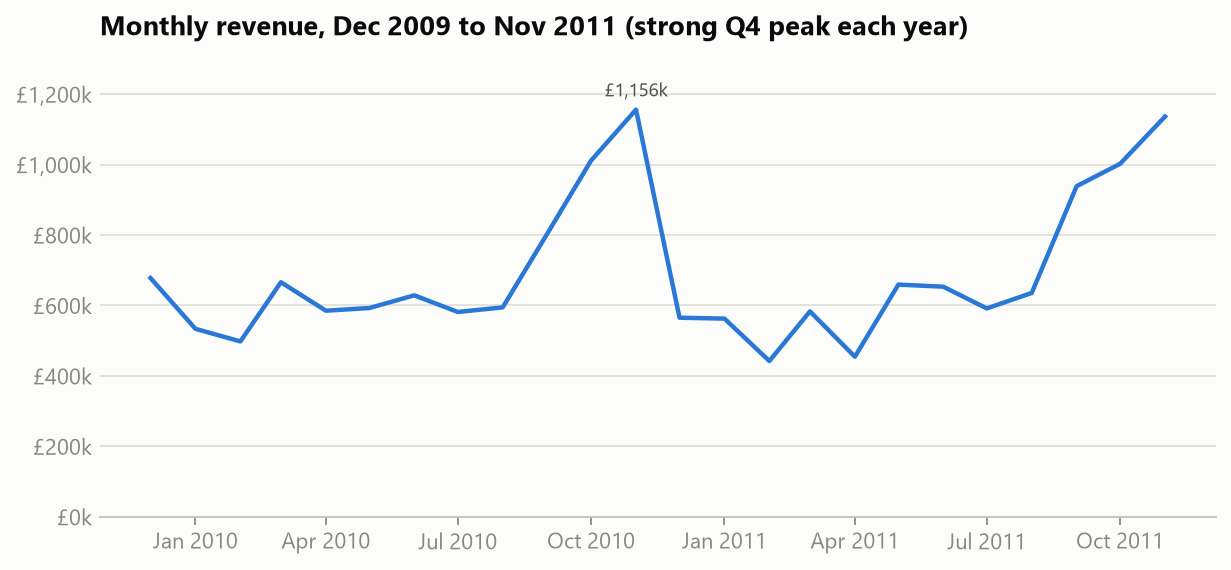 Monthly revenue, Dec 2009 to Nov 2011 (strong Q4 peak each year)
£1,156k
£1,200k
£1,000k
£800k
£600k
£400k
£200k
£0k
Jan 2010 Apr 2010 Jul 2010 Oct 2010 Jan 2011 Apr 2011 Jul 2011 Oct 2011